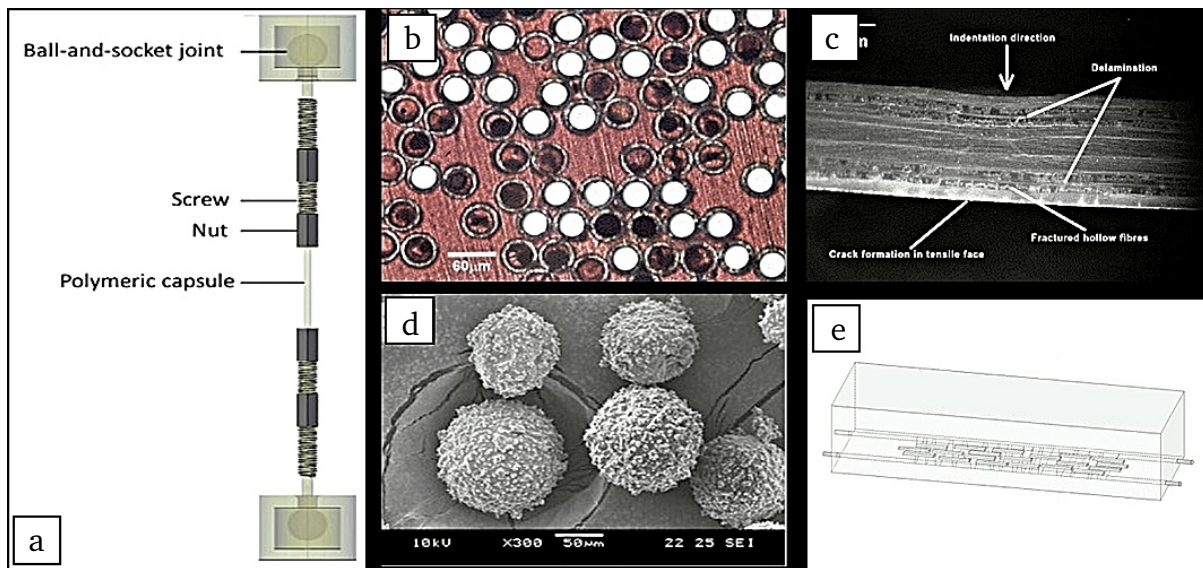 Ball-and-socket joint
Screw
Nut
Polymeric capsule
a
b
60μm
c
Indentation direction
Delamination
Fractured hollow fibres
Crack formation in tensile face
d
10kV X300 50μm 22 25 SEI
e